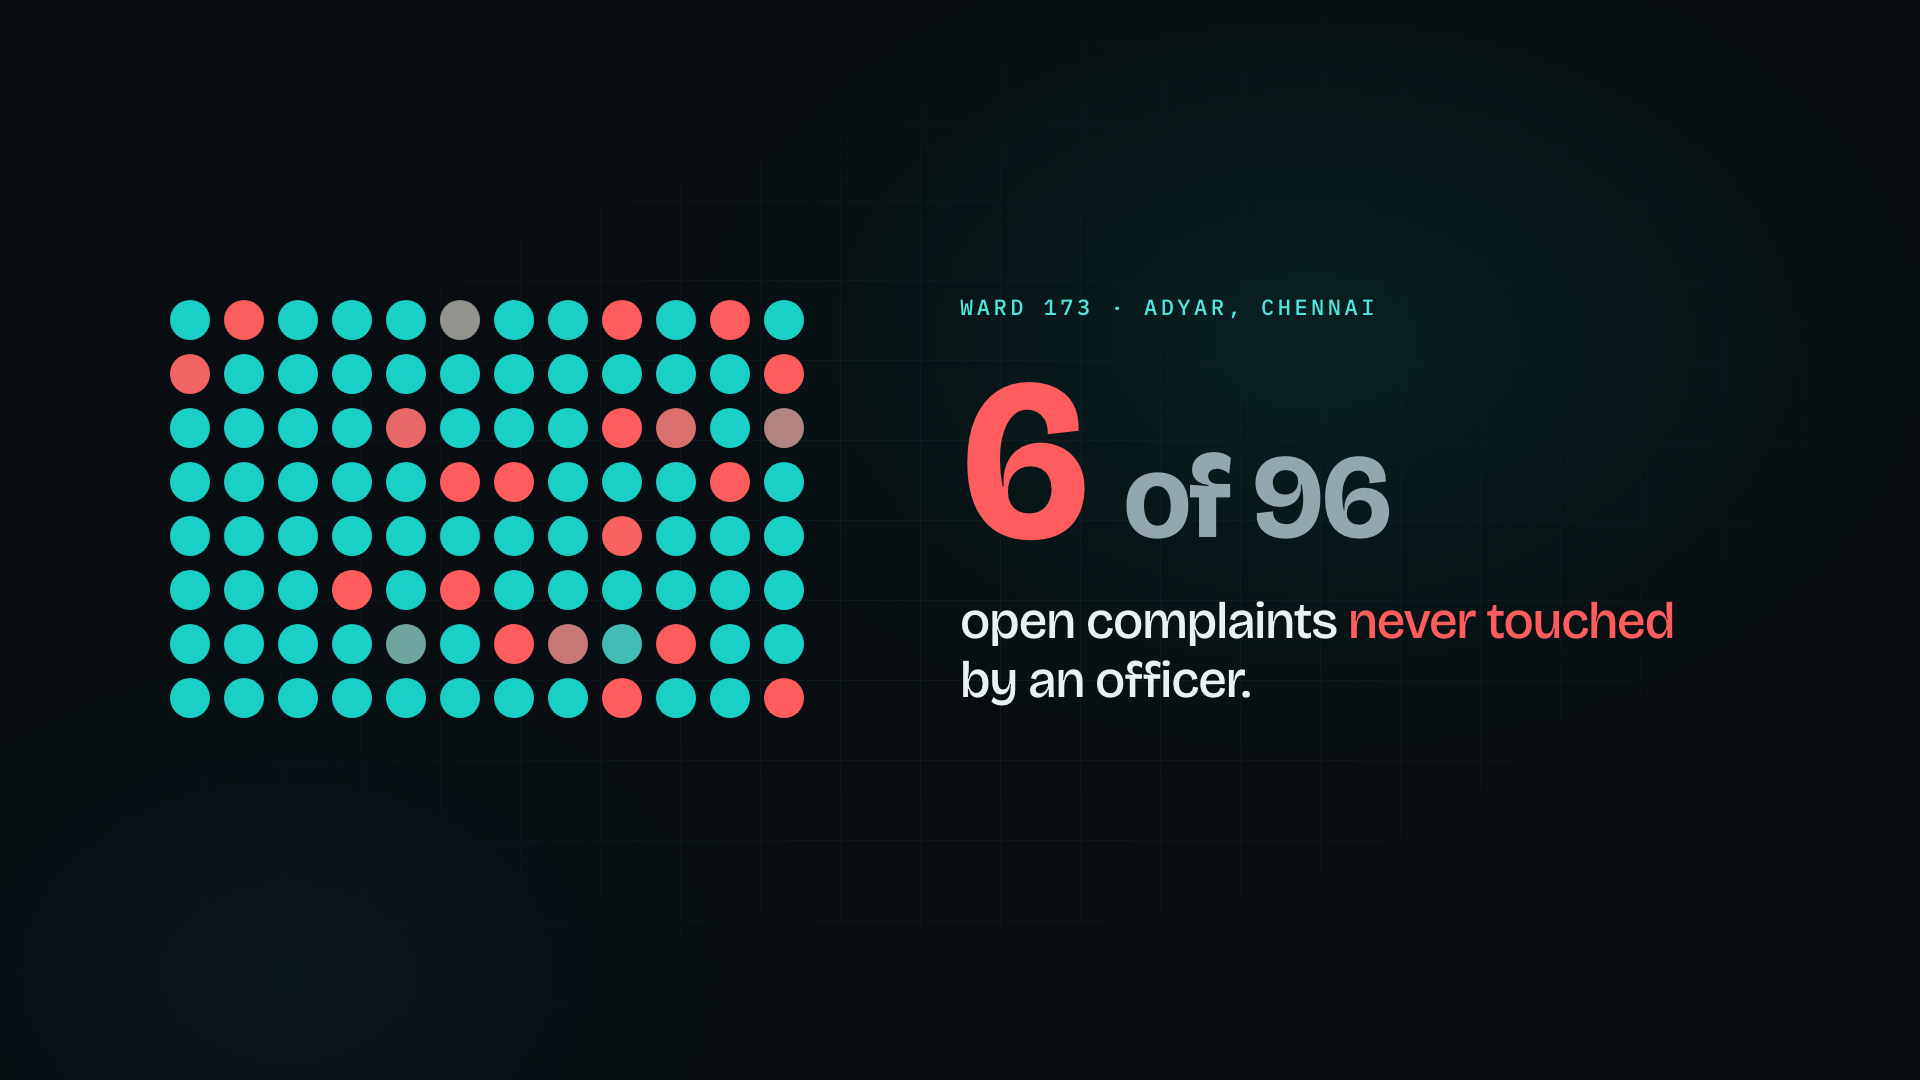 WARD 173 · ADYAR, CHENNAI
6 of 96
open complaints never touched
by an officer.